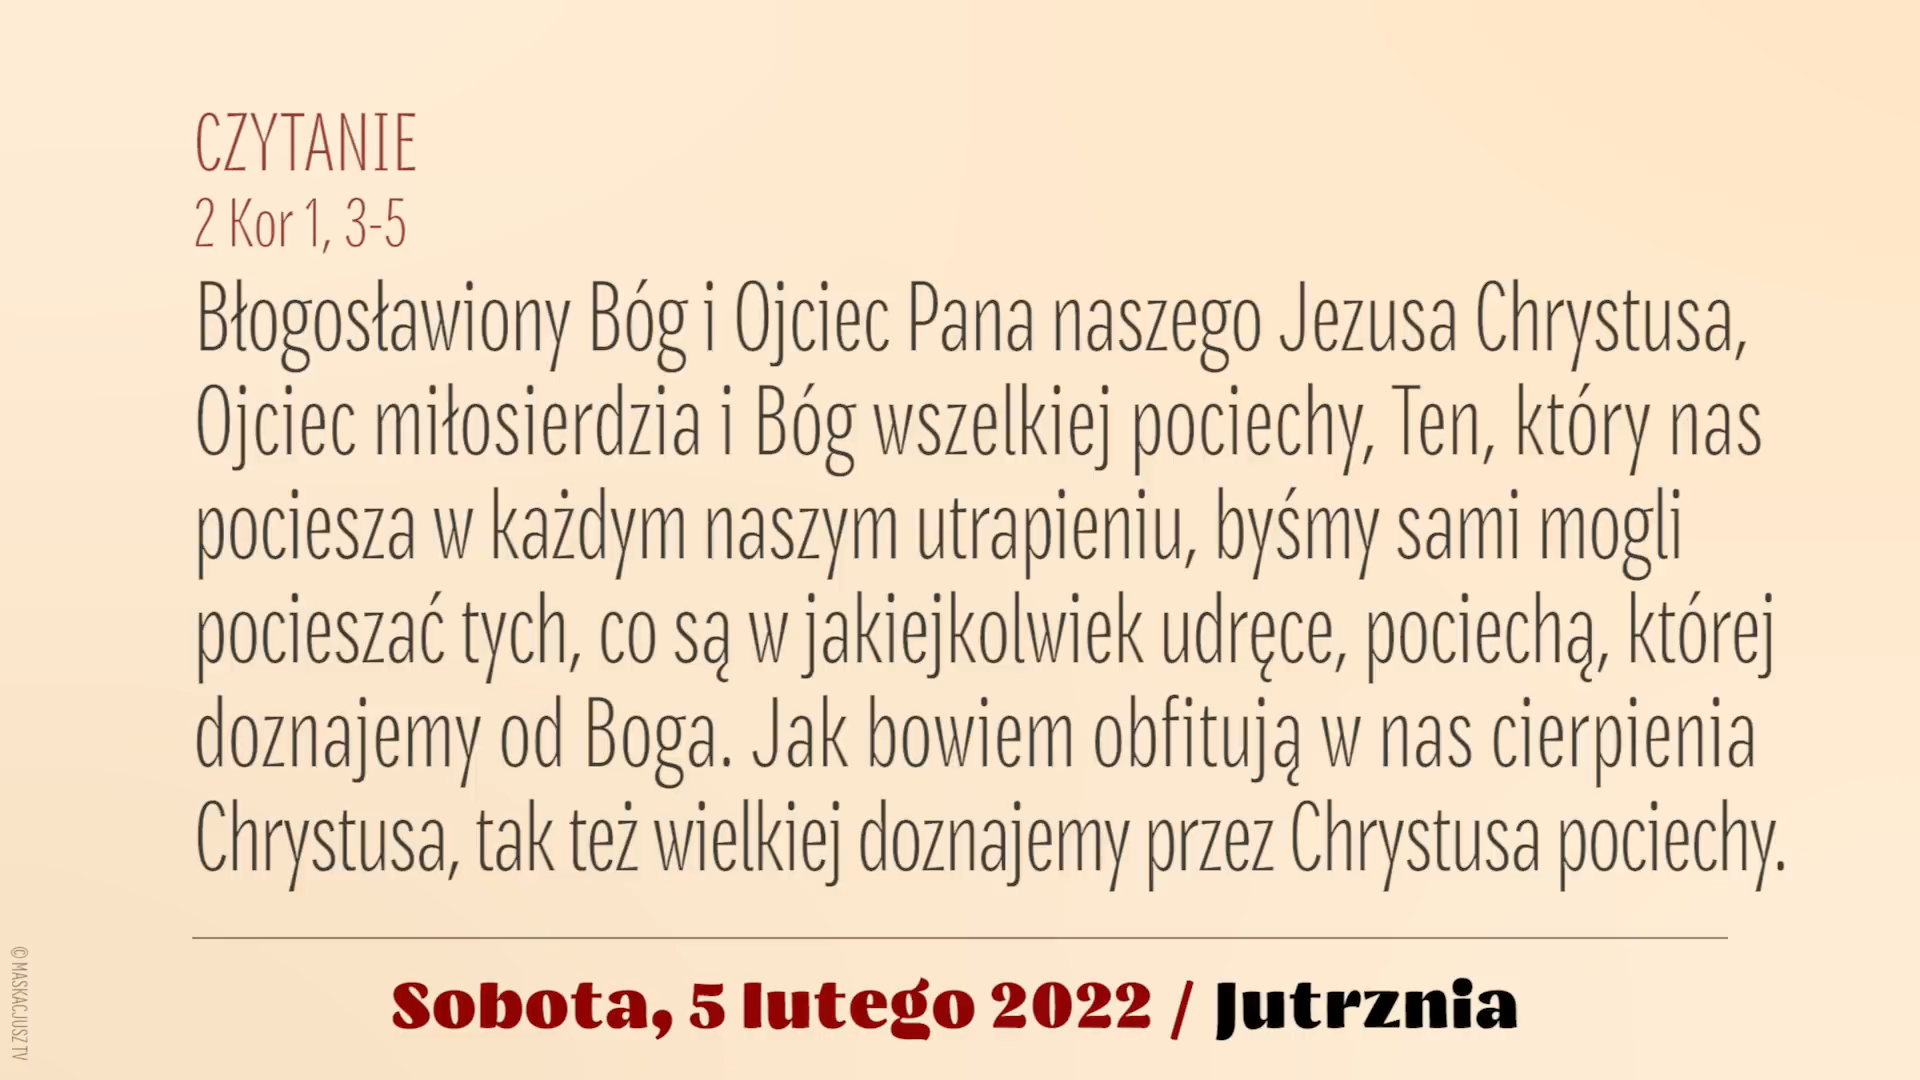 CZYTANIE
2 Kor 1, 3-5
Błogosławiony Bóg i Ojciec Pana naszego Jezusa Chrystusa,
Ojciec miłosierdzia i Bóg wszelkiej pociechy, Ten, który nas
pociesza w każdym naszym utrapieniu, byśmy sami mogli
pocieszać tych, co są w jakiejkolwiek udręce, pociechą, której
doznajemy od Boga. Jak bowiem obfitują w nas cierpienia
Chrystusa, tak też wielkiej doznajemy przez Chrystusa pociechy.
Sobota, 5 lutego 2022 / Jutrznia
© MASKACJUSZ TV